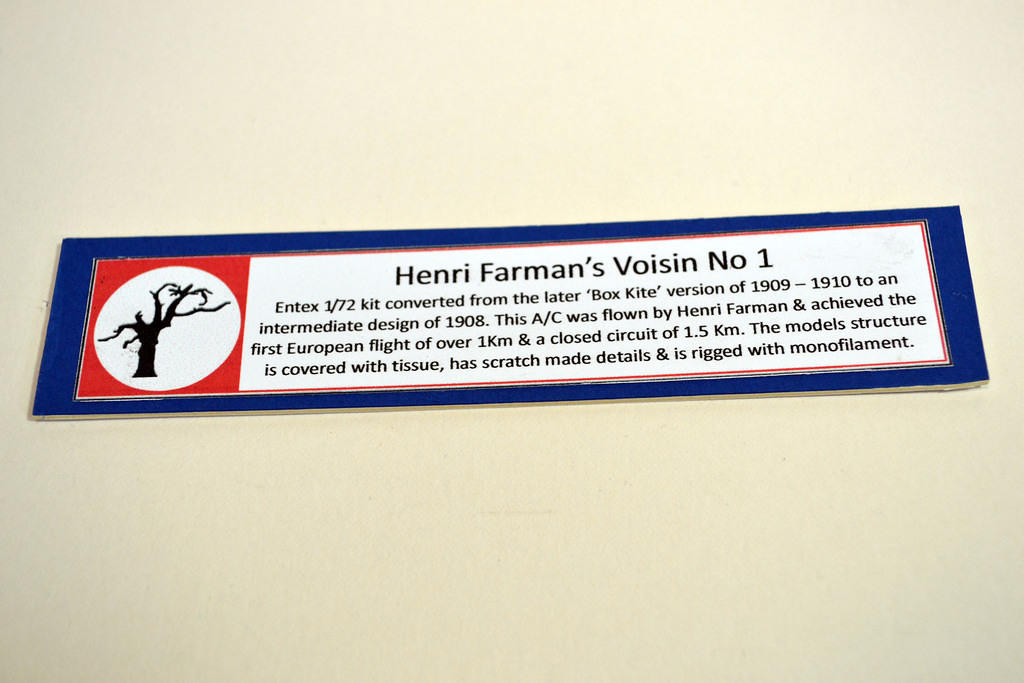 Henri Farman's Voisin No 1
Entex 1/72 kit converted from the later 'Box Kite' version of 1909 – 1910 to an
intermediate design of 1908. This A/C was flown by Henri Farman & achieved the
first European flight of over 1Km & a closed circuit of 1.5 Km. The models structure
is covered with tissue, has scratch made details & is rigged with monofilament.